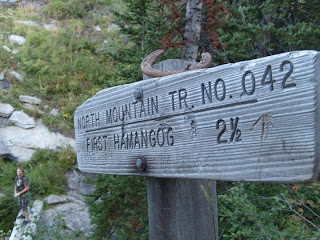 NORTH MOUNTAIN TR. NO. 042
FIRST HAMANGOG 2½